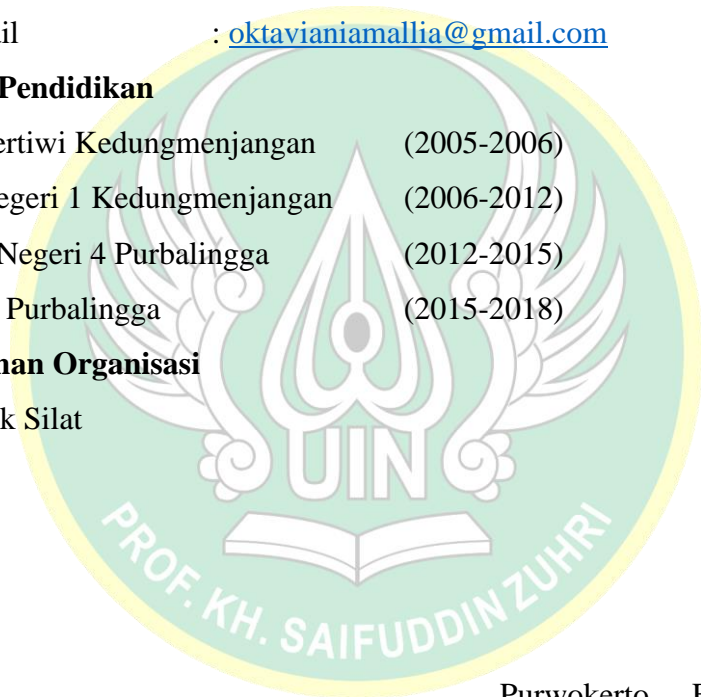 il : oktavianiamallia@gmail.com
Pendidikan
ertiwi Kedungmenjangan (2005-2006)
egeri 1 Kedungmenjangan (2006-2012)
Negeri 4 Purbalingga (2012-2015)
Purbalingga (2015-2018)
an Organisasi
k Silat
UIN
PROF. KH. SAIFUDDIN ZUHRI
Purwokerto,